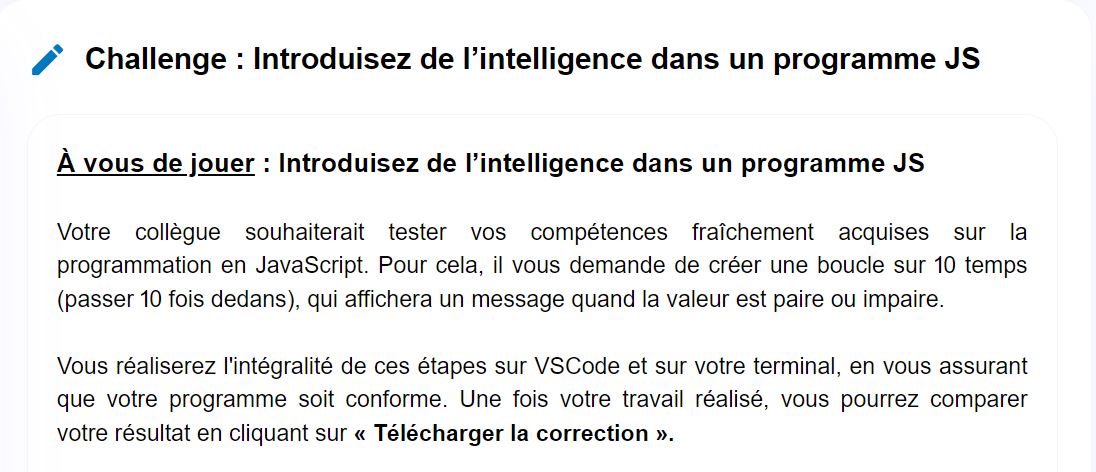 Challenge : Introduisez de l’intelligence dans un programme JS
À vous de jouer : Introduisez de l’intelligence dans un programme JS
Votre collègue souhaiterait tester vos compétences fraîchement acquises sur la
programmation en JavaScript. Pour cela, il vous demande de créer une boucle sur 10 temps
(passer 10 fois dedans), qui affichera un message quand la valeur est paire ou impaire.
Vous réaliserez l'intégralité de ces étapes sur VSCode et sur votre terminal, en vous assurant
que votre programme soit conforme. Une fois votre travail réalisé, vous pourrez comparer
votre résultat en cliquant sur « Télécharger la correction ».